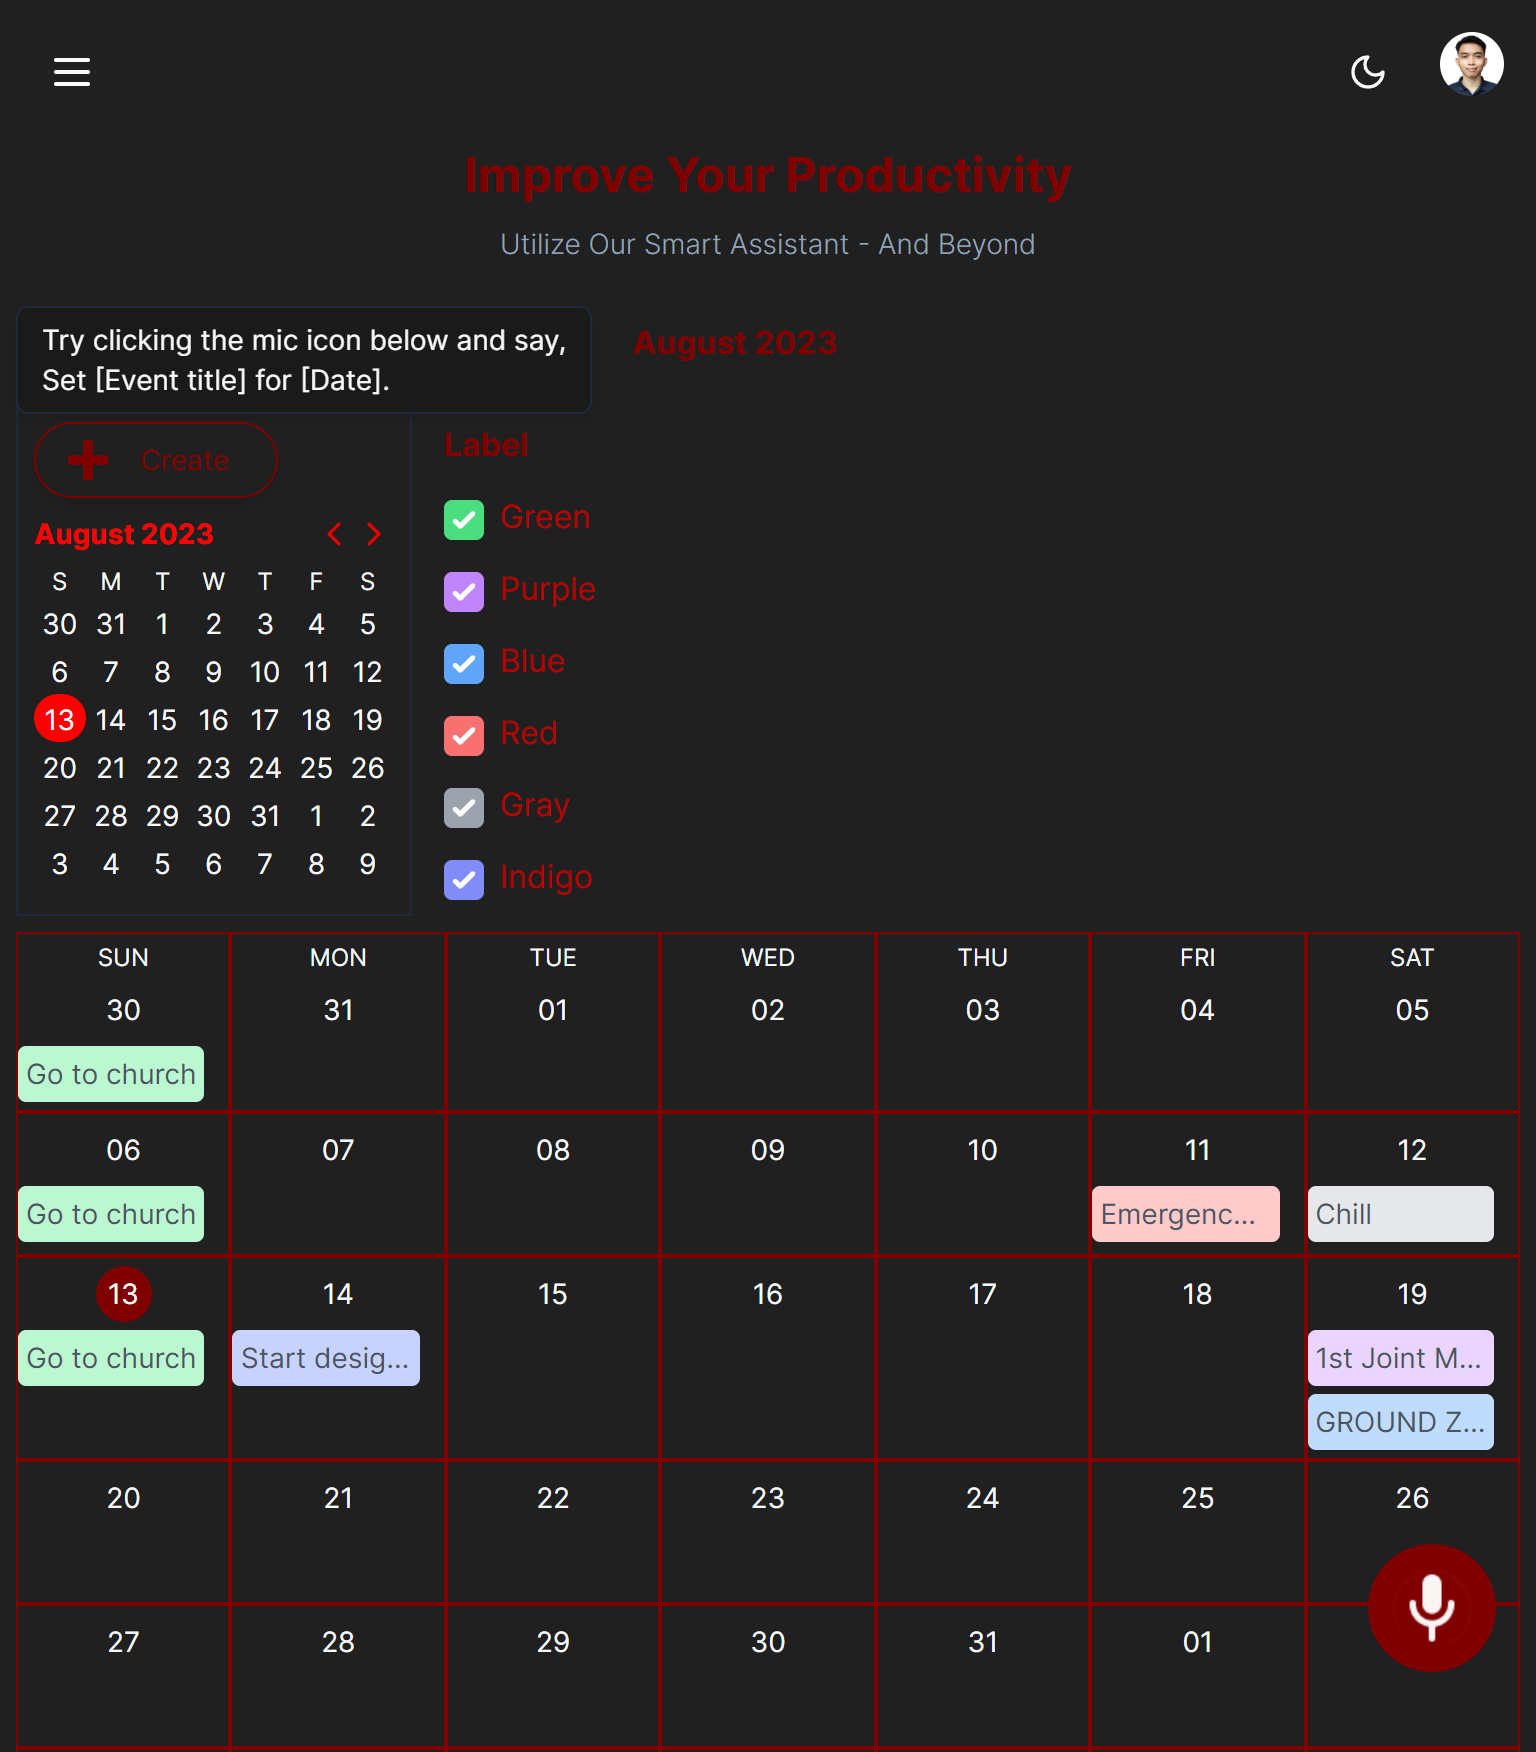 Improve Your Productivity
Utilize Our Smart Assistant - And Beyond
Try clicking the mic icon below and say,
Set [Event title] for [Date].
August 2023
Create
August 2023
S M T W T F S
30 31 1 2 3 4 5
6 7 8 9 10 11 12
13 14 15 16 17 18 19
20 21 22 23 24 25 26
27 28 29 30 31 1 2
3 4 5 6 7 8 9
Label
Green
Purple
Blue
Red
Gray
Indigo
SUN MON TUE WED THU FRI SAT
30 31 01 02 03 04 05
Go to church
06 07 08 09 10 11 12
Go to church Emergenc... Chill
13 14 15 16 17 18 19
Go to church Start desig... 1st Joint M...
GROUND Z...
20 21 22 23 24 25 26
27 28 29 30 31 01